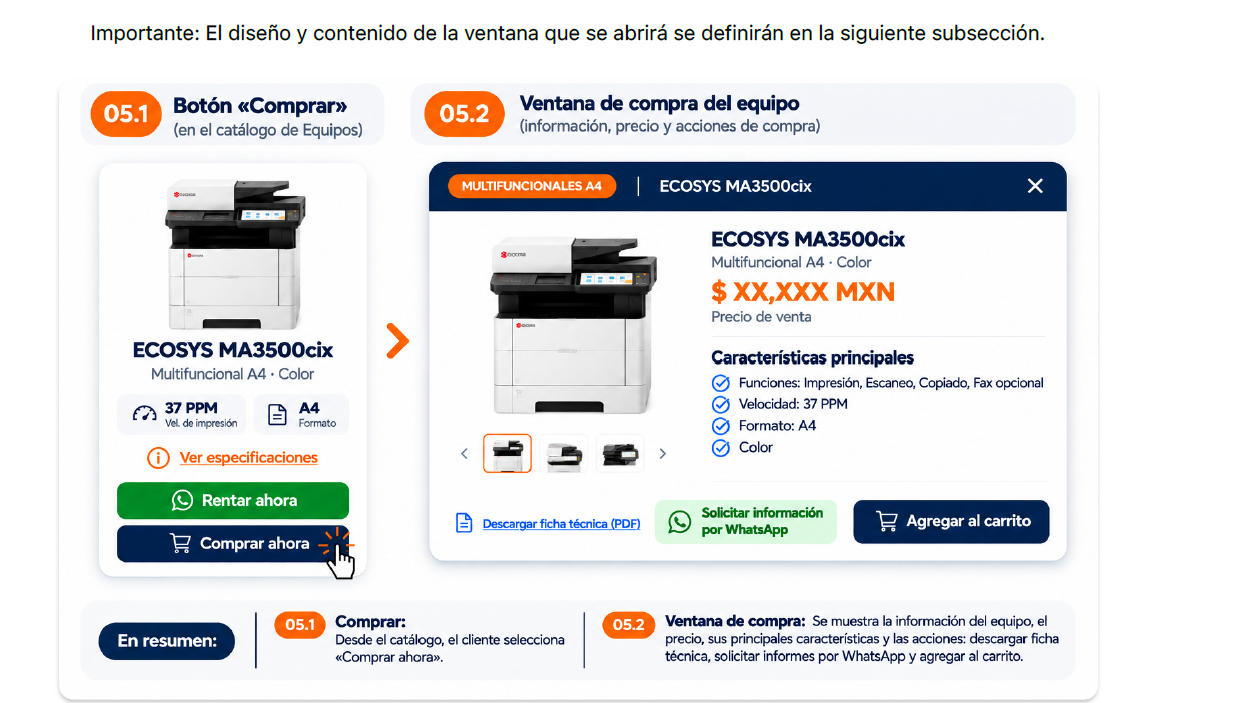 Importante: El diseño y contenido de la ventana que se abrirá se definirán en la siguiente subsección.
05.1
Botón «Comprar»
(en el catálogo de Equipos)
05.2
Ventana de compra del equipo
(información, precio y acciones de compra)
KYOCERA
KYOCERA
ECOSYS MA3500cix
Multifuncional A4 · Color
37 PPM
Vel. de impresión
A4
Formato
Ver especificaciones
Rentar ahora
Comprar ahora
MULTIFUNCIONALES A4
ECOSYS MA3500cix
KYOCERA
KYOCERA
ECOSYS MA3500cix
Multifuncional A4 · Color
$ XX,XXX MXN
Precio de venta
Características principales
Funciones: Impresión, Escaneo, Copiado, Fax opcional
Velocidad: 37 PPM
Formato: A4
Color
Descargar ficha técnica (PDF)
Solicitar información
por WhatsApp
Agregar al carrito
En resumen:
05.1
Comprar:
Desde el catálogo, el cliente selecciona
«Comprar ahora».
05.2
Ventana de compra: Se muestra la información del equipo, el
precio, sus principales características y las acciones: descargar ficha
técnica, solicitar informes por WhatsApp y agregar al carrito.